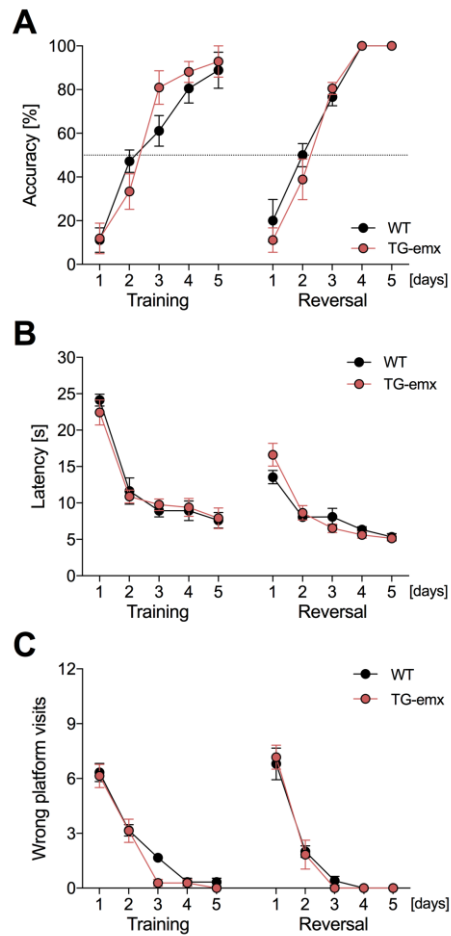 A
Accuracy [%]
100
80
60
40
20
0
WT
TG-emx
1 2 3 4 5 1 2 3 4 5 [days]
Training Reversal
B
Latency [s]
30
25
20
15
10
5
0
WT
TG-emx
1 2 3 4 5 1 2 3 4 5 [days]
Training Reversal
C
Wrong platform visits
12
9
6
3
0
WT
TG-emx
1 2 3 4 5 1 2 3 4 5 [days]
Training Reversal